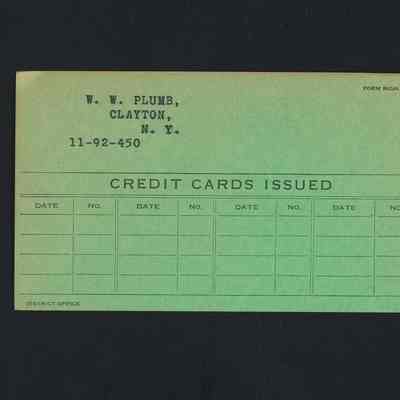 W. W. PLUMB,
CLAYTON,
N. Y.
11-92-450
CREDIT CARDS ISSUED
DATE No. DATE No. DATE No. DATE
DISTRICT OFFICE